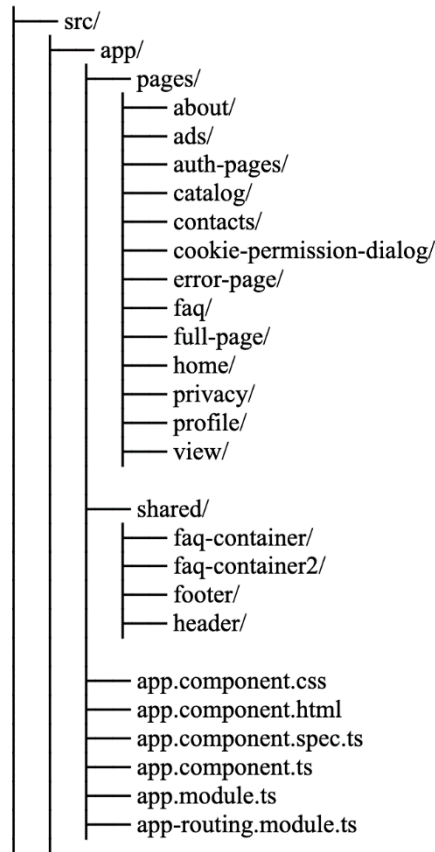 src/
app/
pages/
about/
ads/
auth-pages/
catalog/
contacts/
cookie-permission-dialog/
error-page/
faq/
full-page/
home/
privacy/
profile/
view/
shared/
faq-container/
faq-container2/
footer/
header/
app.component.css
app.component.html
app.component.spec.ts
app.component.ts
app.module.ts
app-routing.module.ts